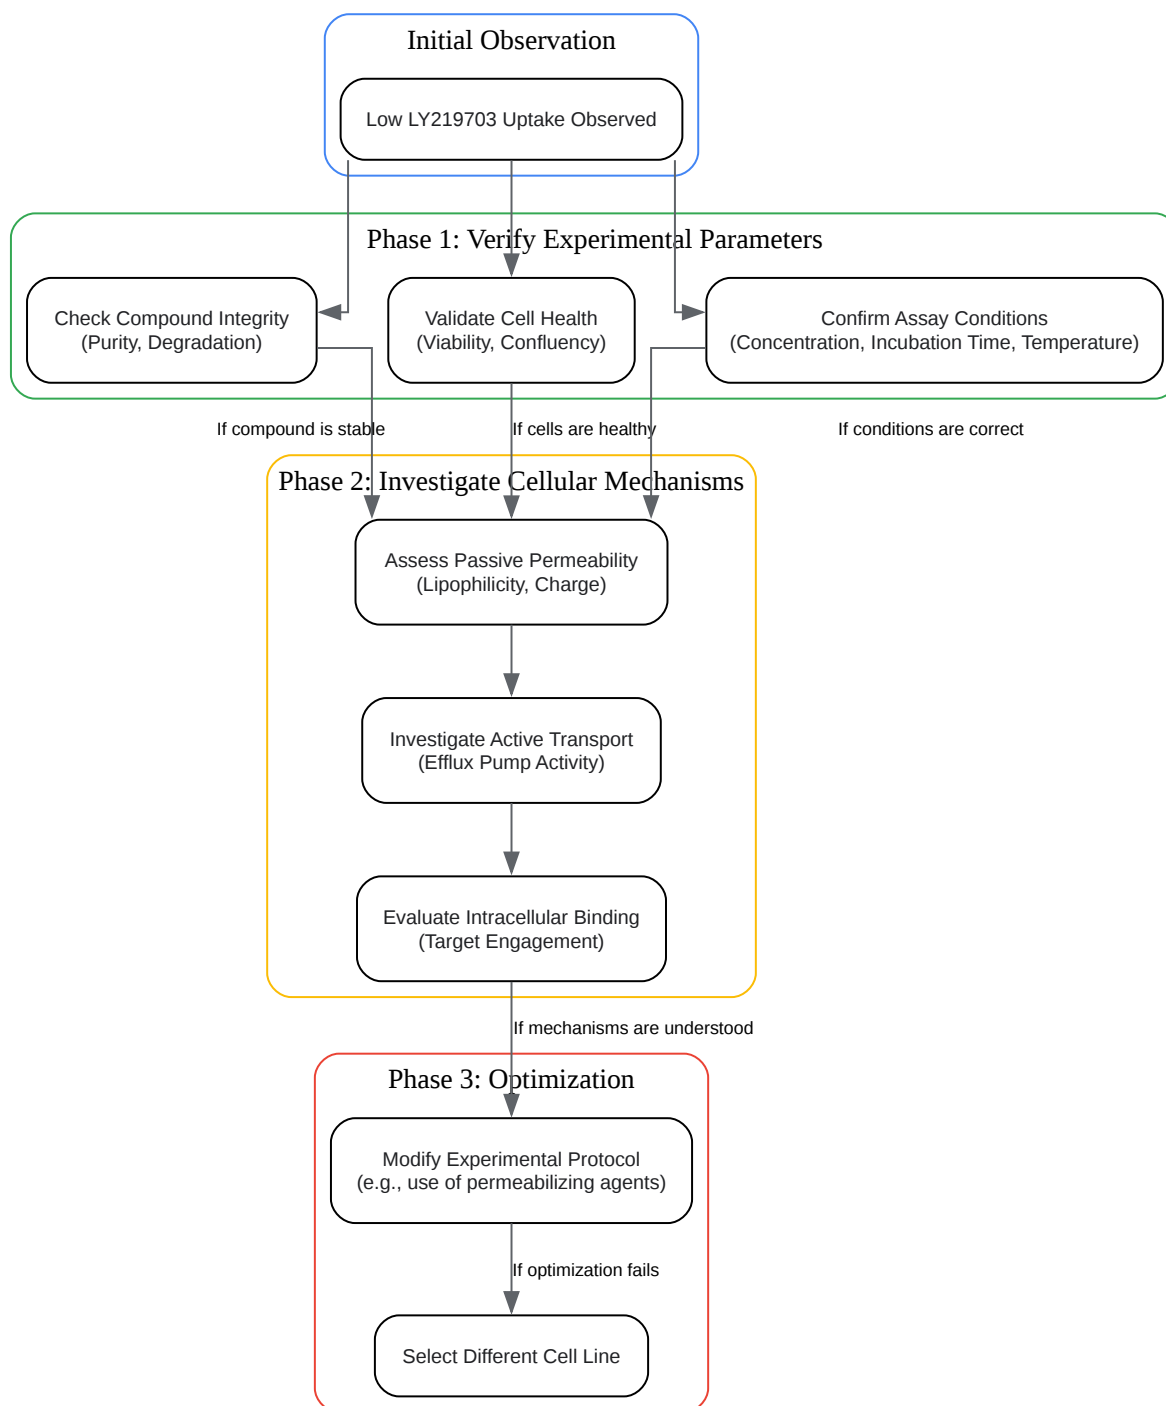 Initial Observation
Low LY219703 Uptake Observed
Phase 1: Verify Experimental Parameters
Check Compound Integrity
(Purity, Degradation)
Validate Cell Health
(Viability, Confluency)
Confirm Assay Conditions
(Concentration, Incubation Time, Temperature)
If compound is stable
If cells are healthy
If conditions are correct
Phase 2: Investigate Cellular Mechanisms
Assess Passive Permeability
(Lipophilicity, Charge)
Investigate Active Transport
(Efflux Pump Activity)
Evaluate Intracellular Binding
(Target Engagement)
If mechanisms are understood
Phase 3: Optimization
Modify Experimental Protocol
(e.g., use of permeabilizing agents)
If optimization fails
Select Different Cell Line